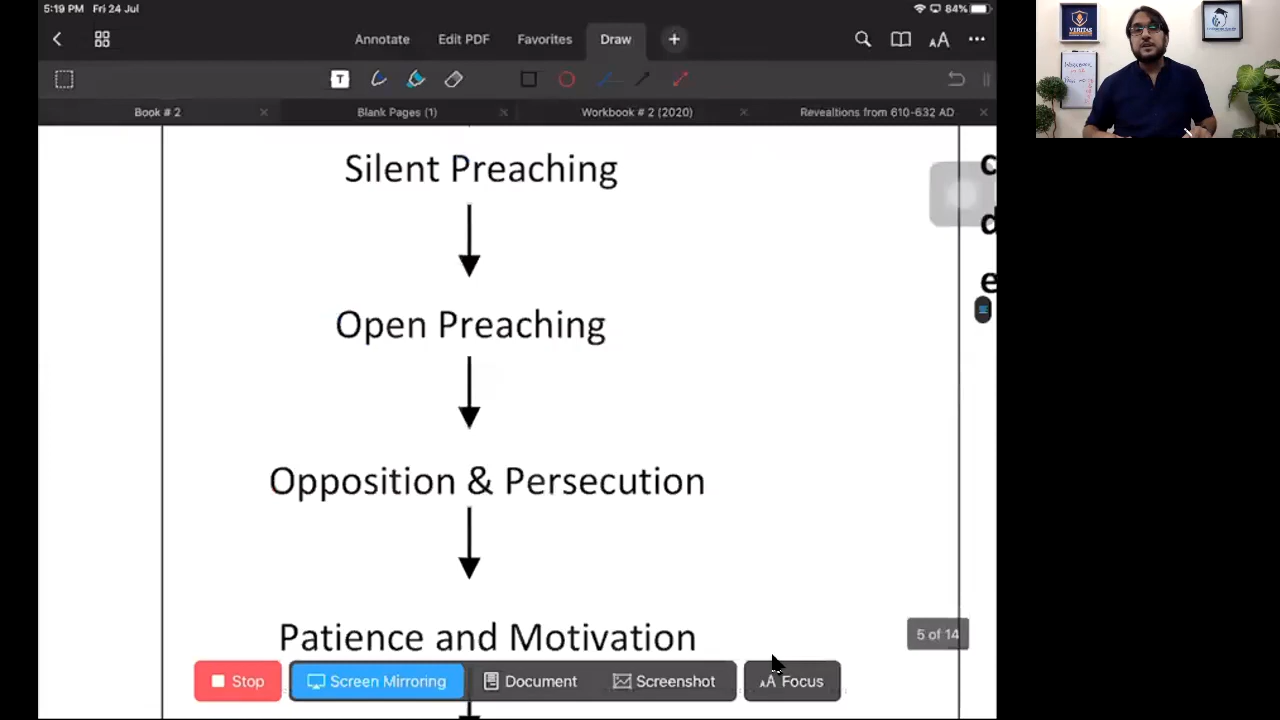 5:19 PM Fri 24 Jul
84%
Annotate Edit PDF Favorites Draw
T
Book # 2 Blank Pages (1) Workbook # 2 (2020) Revealtions from 610-632 AD
Silent Preaching
c
d
Open Preaching
e
Opposition & Persecution
Patience and Motivation
5 of 14
Stop Screen Mirroring Document Screenshot AA Focus
VERITAS